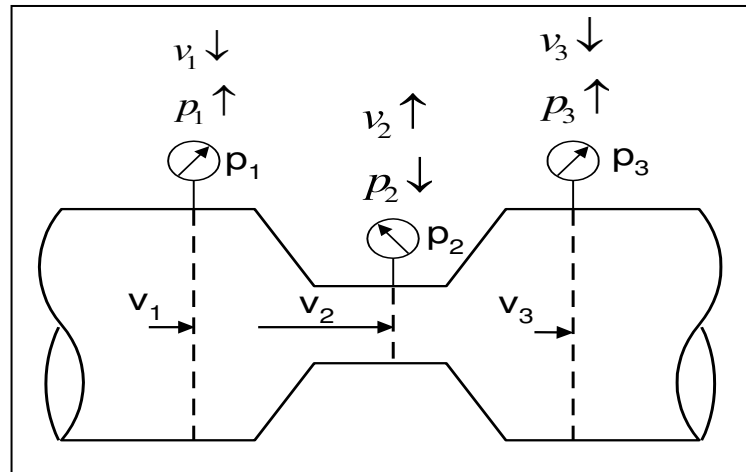 v₁ ↓
p₁ ↑
p₁
v₂ ↑
p₂ ↓
p₂
v₃ ↓
p₃ ↑
p₃
v₁
v₂
v₃